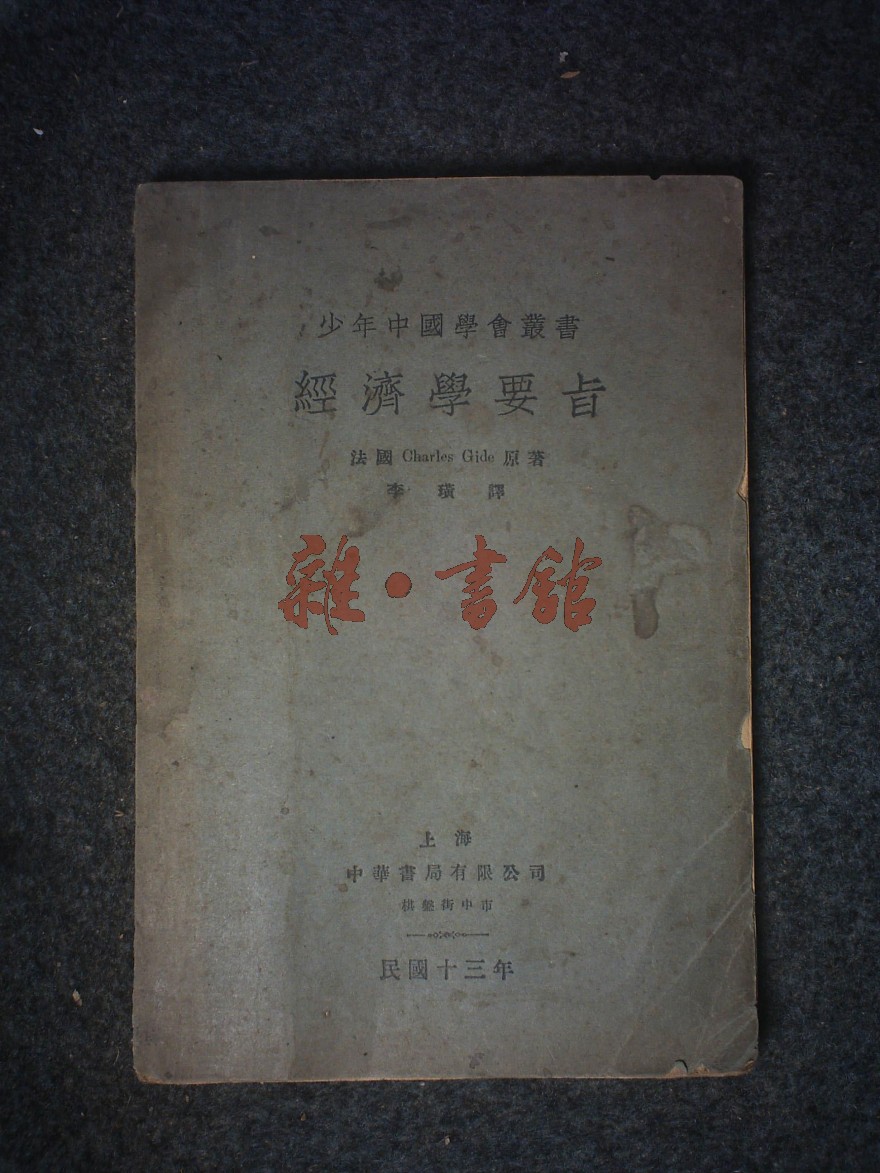 少年中國學會叢書
經濟學要旨
法國 Charles Gide 原著
李璜譯
雜·書館
上海
中華書局有限公司
棋盤街中市
民國十三年